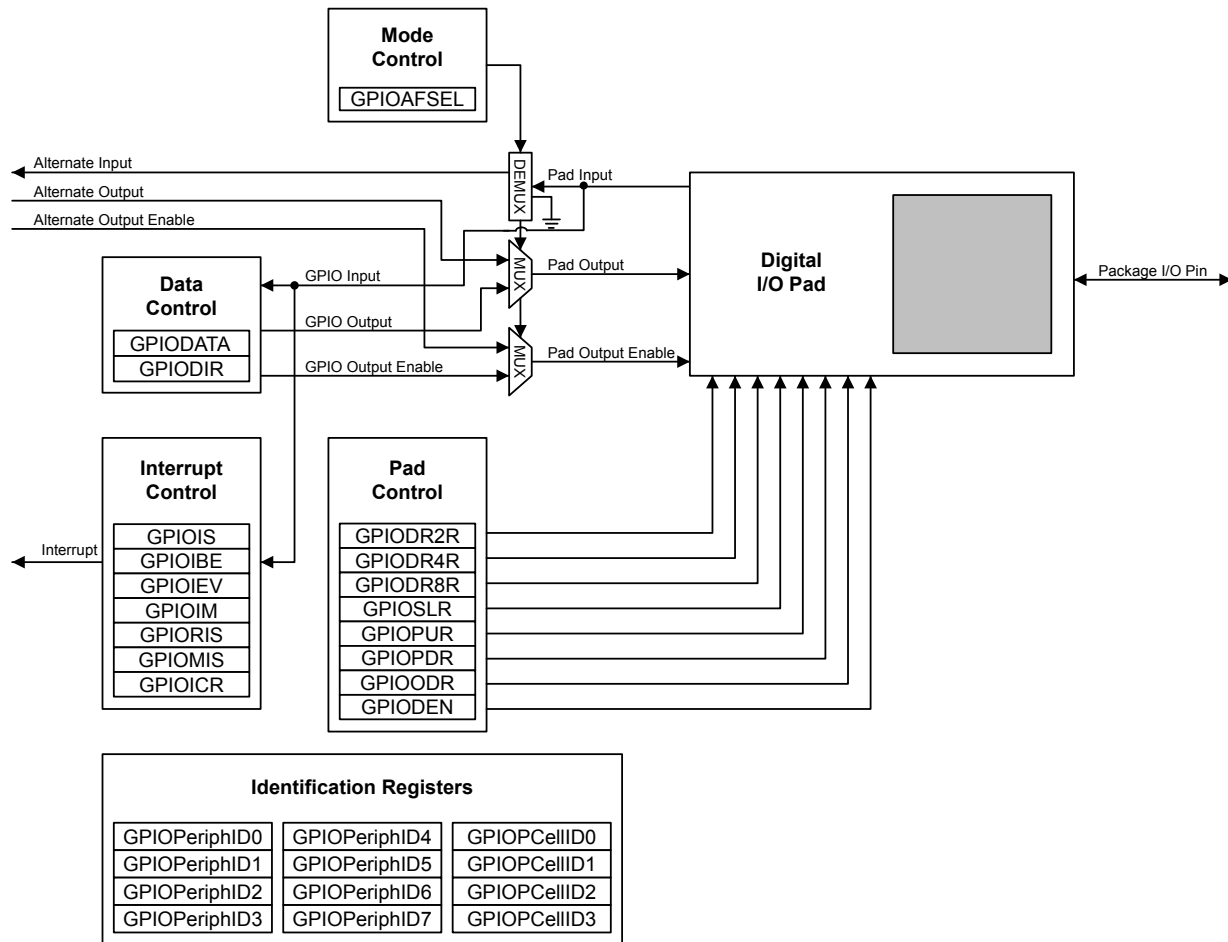 Mode
Control
GPIOAFSEL
Alternate Input
Alternate Output
Alternate Output Enable
DEMUX
Pad Input
MUX
Pad Output
MUX
Pad Output Enable
Digital
I/O Pad
Package I/O Pin
Data
Control
GPIODATA
GPIODIR
GPIO Input
GPIO Output
GPIO Output Enable
Interrupt
Control
GPIOIS
GPIOIBE
GPIOIEV
GPIOIM
GPIORIS
GPIOMIS
GPIOICR
Interrupt
Pad
Control
GPIODR2R
GPIODR4R
GPIODR8R
GPIOSLR
GPIOPUR
GPIOPDR
GPIOODR
GPIODEN
Identification Registers
GPIOPeriphID0
GPIOPeriphID1
GPIOPeriphID2
GPIOPeriphID3
GPIOPeriphID4
GPIOPeriphID5
GPIOPeriphID6
GPIOPeriphID7
GPIOPCellID0
GPIOPCellID1
GPIOPCellID2
GPIOPCellID3